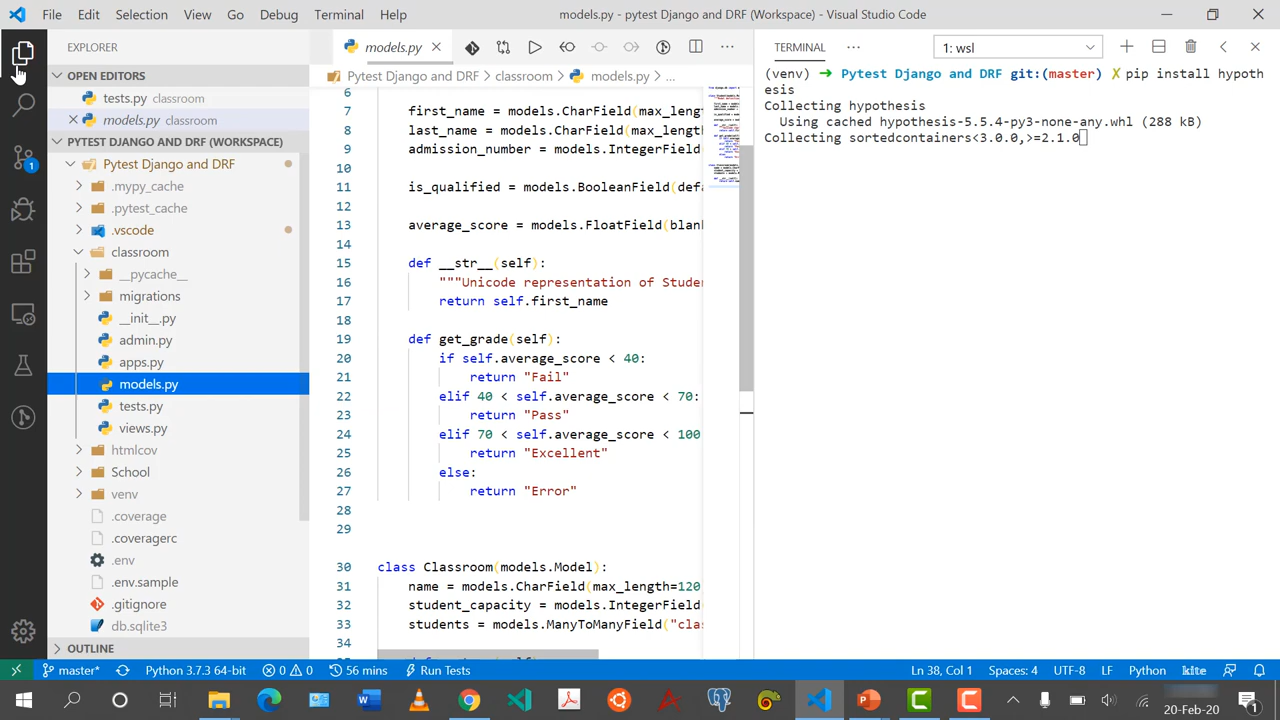 File Edit Selection View Go Debug Terminal Help
models.py - pytest Django and DRF (Workspace) - Visual Studio Code
EXPLORER
OPEN EDITORS
tests.py classroom
models.py classroom
PYTEST DJANGO AND DRF (WORKSPACE)
Pytest Django and DRF
.mypy_cache
.pytest_cache
.vscode
classroom
__pycache__
migrations
__init__.py
admin.py
apps.py
models.py
tests.py
views.py
htmlcov
School
venv
.coverage
.coveragerc
.env
.env.sample
.gitignore
db.sqlite3
OUTLINE
1
models.py
Pytest Django and DRF > classroom > models.py > ...
6
7 first_name = models.CharField(max_length
8 last_name = models.CharField(max_length=
9 admission_number = models.IntegerField(
10
11 is_qualified = models.BooleanField(defa
12
13 average_score = models.FloatField(blank
14
15 def __str__(self):
16 """Unicode representation of Studen
17 return self.first_name
18
19 def get_grade(self):
20 if self.average_score < 40:
21 return "Fail"
22 elif 40 < self.average_score < 70:
23 return "Pass"
24 elif 70 < self.average_score < 100
25 return "Excellent"
26 else:
27 return "Error"
28
29
30 class Classroom(models.Model):
31 name = models.CharField(max_length=120
32 student_capacity = models.IntegerField(
33 students = models.ManyToManyField("clas
34
TERMINAL
1: wsl
(venv) ➜ Pytest Django and DRF git:(master) ✗ pip install hypoth
esis
Collecting hypothesis
Using cached hypothesis-5.5.4-py3-none-any.whl (288 kB)
Collecting sortedcontainers<3.0.0,>=2.1.0
master* Python 3.7.3 64-bit 0 0 56 mins Run Tests
Ln 38, Col 1 Spaces: 4 UTF-8 LF Python kite
20-Feb-20
1